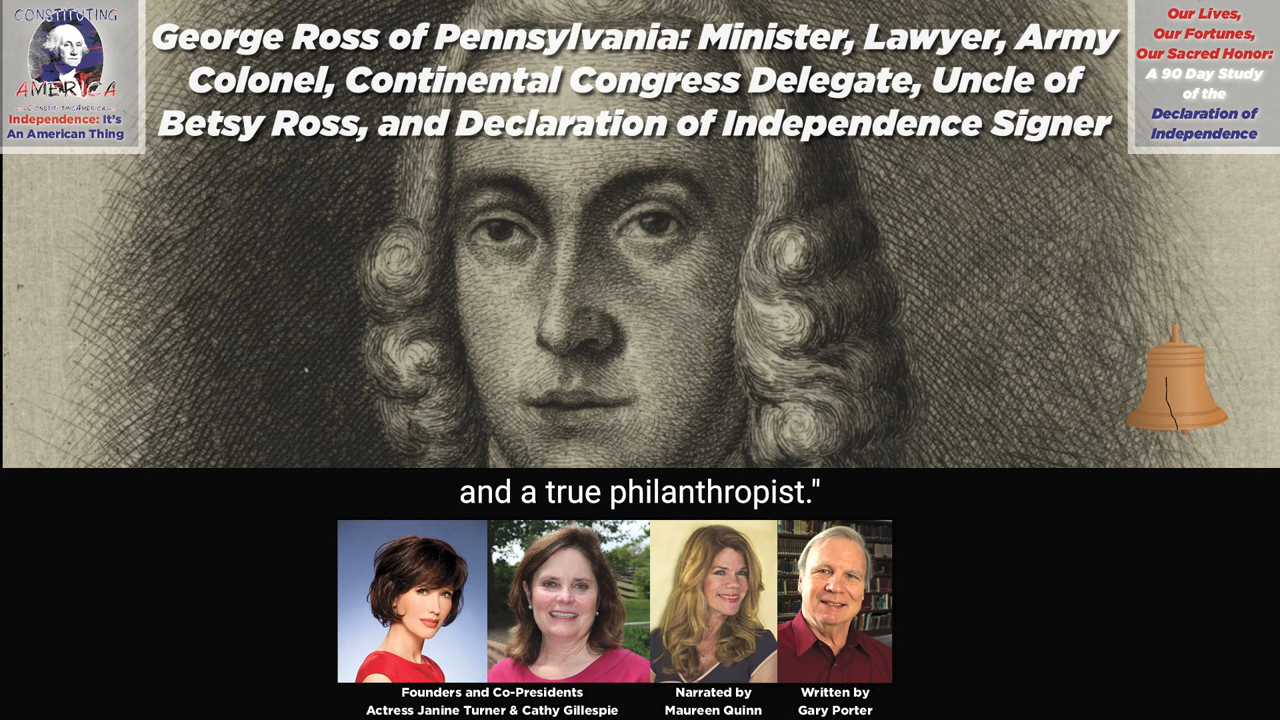 CONSTITUTING
AMERICA
Independence: It's
An American Thing
George Ross of Pennsylvania: Minister, Lawyer, Army
Colonel, Continental Congress Delegate, Uncle of
Betsy Ross, and Declaration of Independence Signer
Our Lives,
Our Fortunes,
Our Sacred Honor:
A 90 Day Study
of the
Declaration of
Independence
and a true philanthropist."
Founders and Co-Presidents
Actress Janine Turner & Cathy Gillespie
Narrated by
Maureen Quinn
Written by
Gary Porter